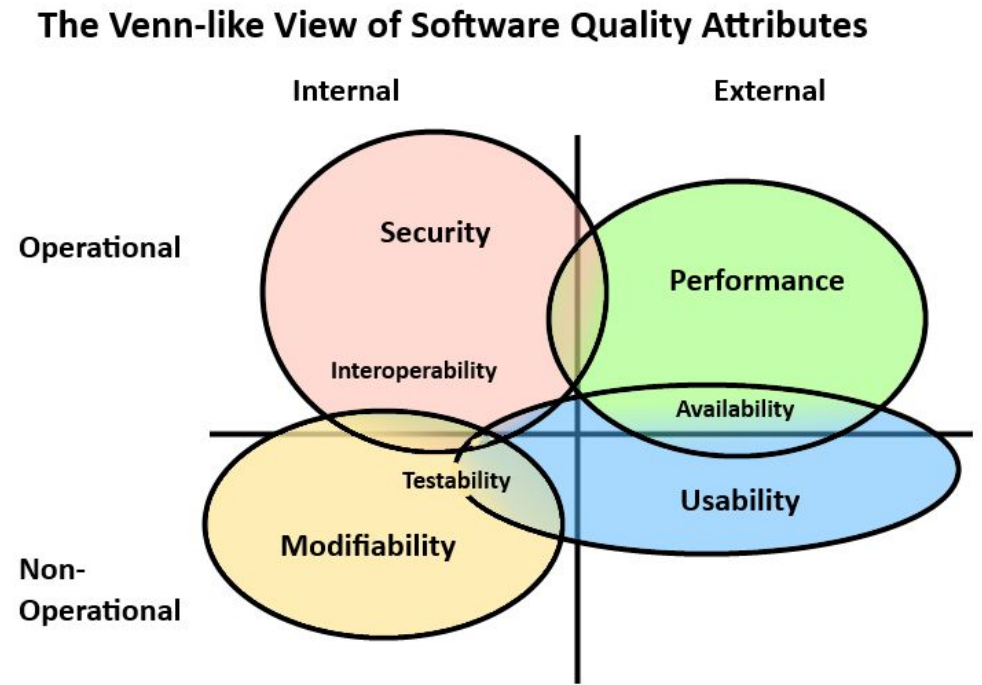 The Venn-like View of Software Quality Attributes
Internal
External
Operational
Security
Performance
Interoperability
Availability
Testability
Usability
Modifiability
Non-
Operational